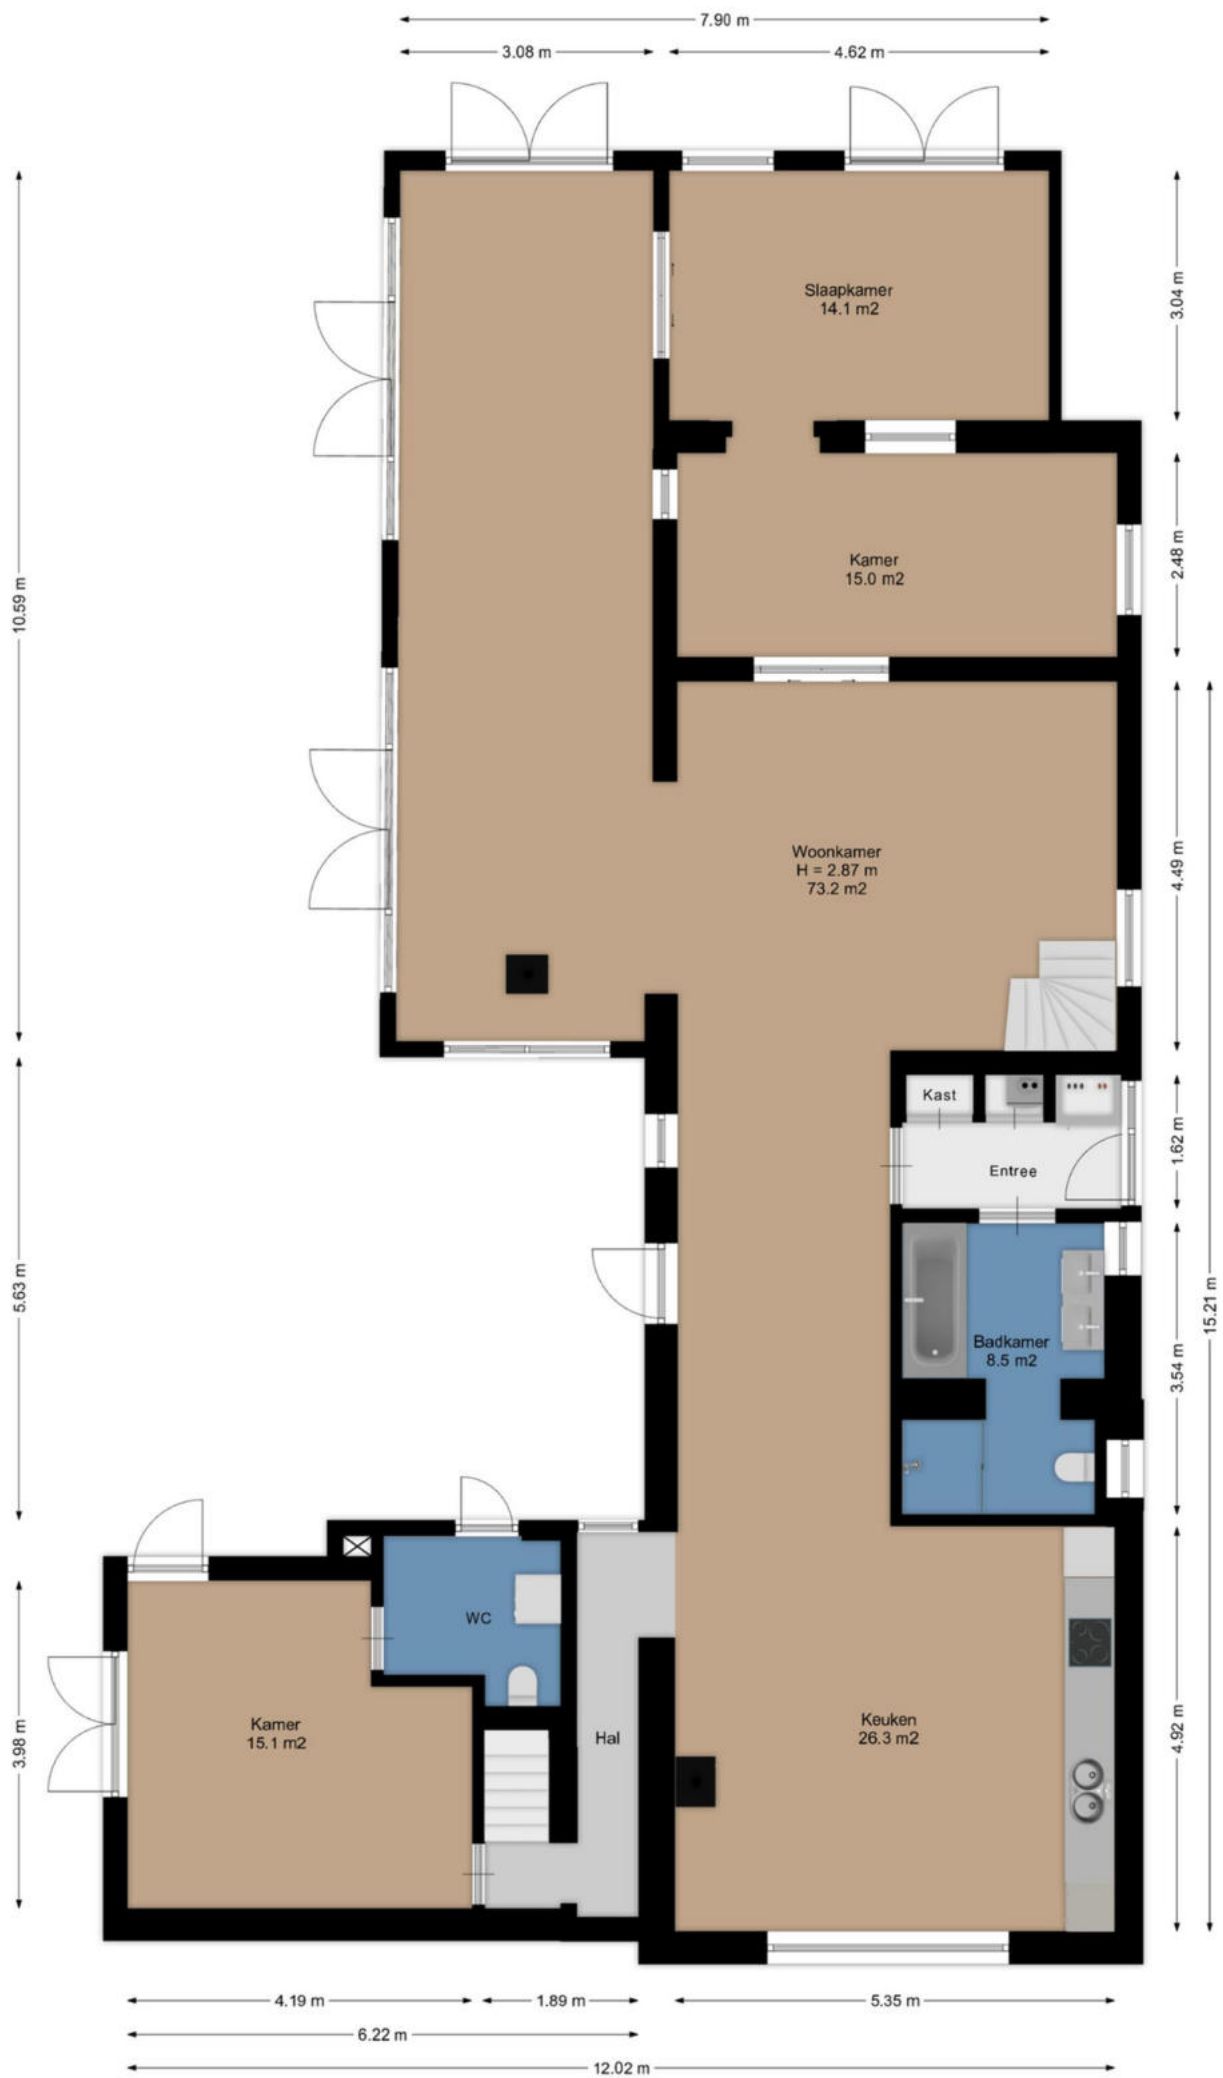 7.90 m
3.08 m
4.62 m
Slaapkamer
14.1 m2
3.04 m
Kamer
15.0 m2
2.48 m
10.59 m
Woonkamer
H = 2.87 m
73.2 m2
4.49 m
Kast
Entree
1.62 m
5.63 m
15.21 m
Badkamer
8.5 m2
3.54 m
WC
Kamer
15.1 m2
Hal
Keuken
26.3 m2
3.98 m
4.92 m
4.19 m
1.89 m
5.35 m
6.22 m
12.02 m